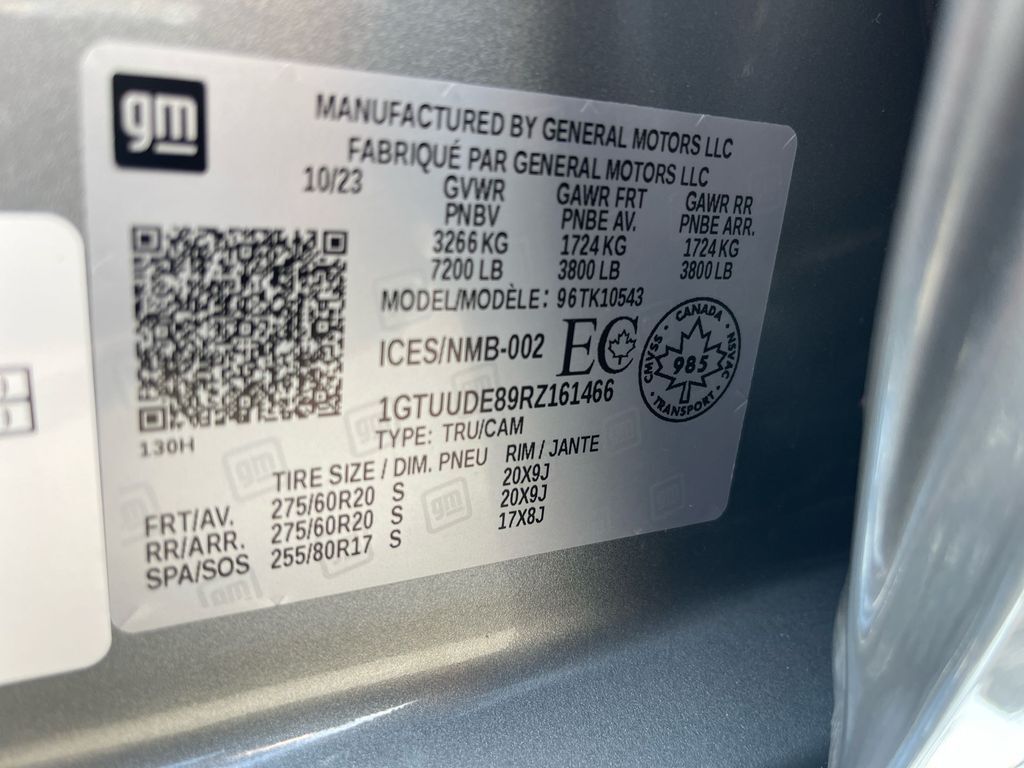 gm
MANUFACTURED BY GENERAL MOTORS LLC
FABRIQUÉ PAR GENERAL MOTORS LLC
10/23 GVWR GAWR FRT GAWR RR
PNBV PNBE AV. PNBE ARR.
3266 KG 1724 KG 1724 KG
7200 LB 3800 LB 3800 LB
MODEL/MODÈLE: 96TK10543
ICES/NMB-002 EC
CANADA
CMVSS 985 NSVAC
TRANSPORT
1GTUUDE89RZ161466
130H
TYPE: TRU/CAM
TIRE SIZE / DIM. PNEU RIM / JANTE
FRT/AV. 275/60R20 S 20X9J
RR/ARR. 275/60R20 S 20X9J
SPA/SOS 255/80R17 S 17X8J